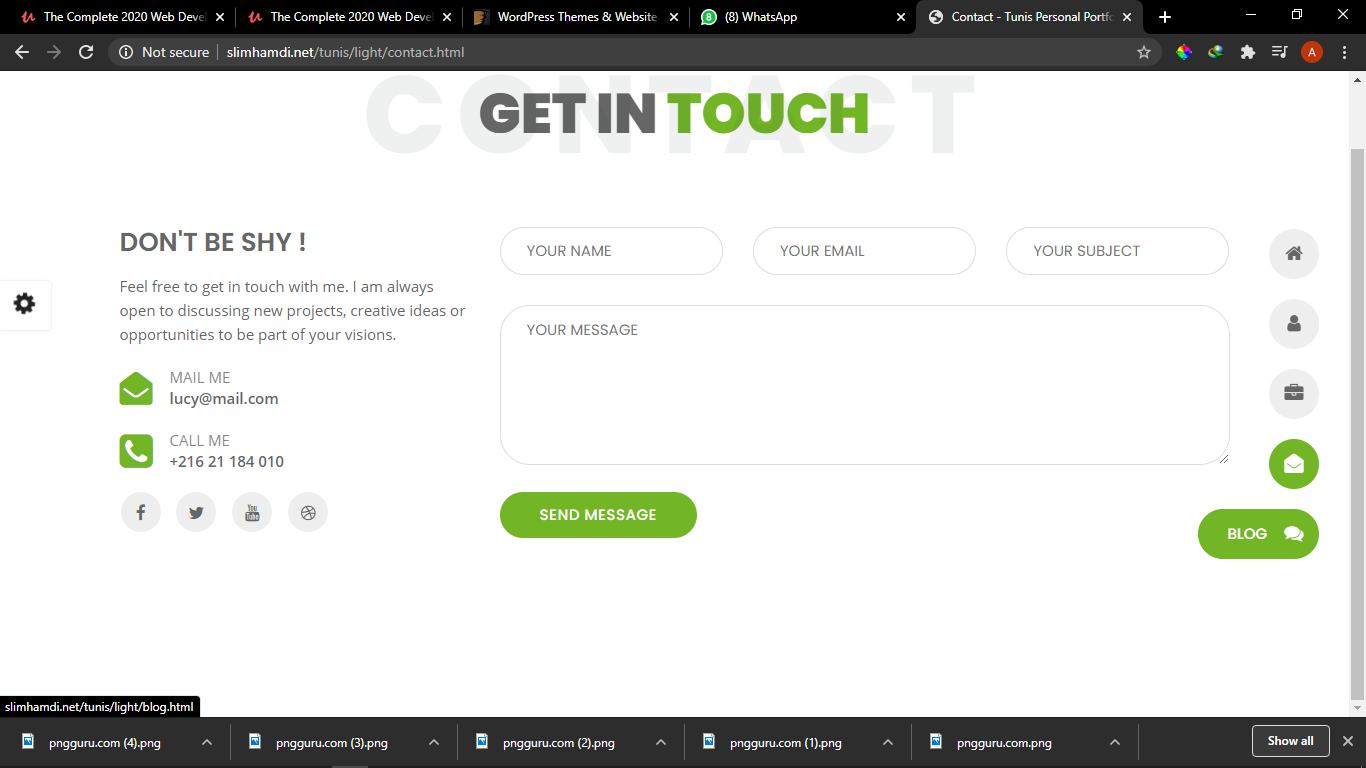 The Complete 2020 Web Devel
The Complete 2020 Web Devel
WordPress Themes & Website
(8) WhatsApp
Contact - Tunis Personal Portfo
Not secure
slimhamdi.net/tunis/light/contact.html
A
CONTACT
GET IN TOUCH
DON'T BE SHY !
Feel free to get in touch with me. I am always
open to discussing new projects, creative ideas or
opportunities to be part of your visions.
MAIL ME
lucy@mail.com
CALL ME
+216 21 184 010
YOUR NAME
YOUR EMAIL
YOUR SUBJECT
YOUR MESSAGE
SEND MESSAGE
BLOG
slimhamdi.net/tunis/light/blog.html
pngguru.com (4).png
pngguru.com (3).png
pngguru.com (2).png
pngguru.com (1).png
pngguru.com.png
Show all